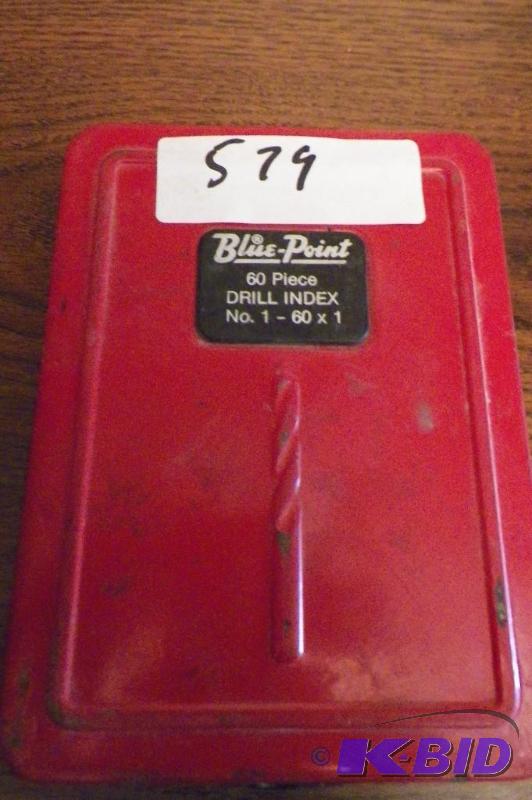 579
Blue-Point®
60 Piece
DRILL INDEX
No. 1 - 60 x 1
© K-BID